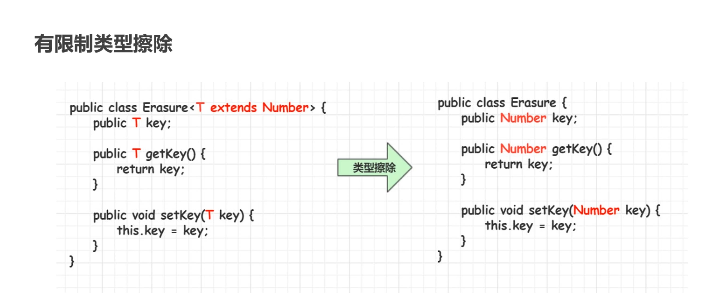 有限制类型擦除
public class Erasure<T extends Number> {
public T key;
public T getKey() {
return key;
}
public void setKey(T key) {
this.key = key;
}
}
类型擦除
public class Erasure {
public Number key;
public Number getKey() {
return key;
}
public void setKey(Number key) {
this.key = key;
}
}